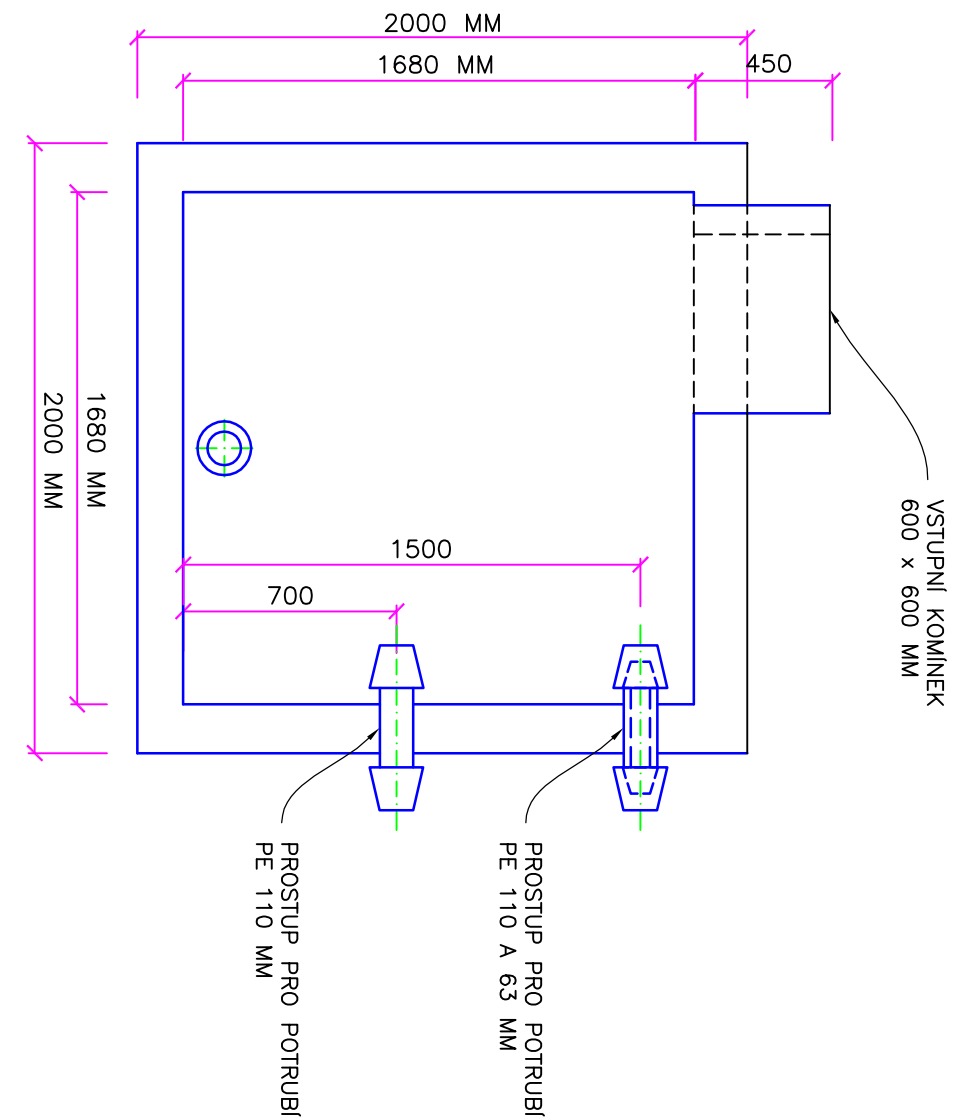 2000 MM
1680 MM
450
1680 MM
2000 MM
1500
700
VSTUPNÍ KOMÍNEK
600 x 600 MM
PROSTUP PRO POTRUBÍ
PE 110 A 63 MM
PROSTUP PRO POTRUBÍ
PE 110 MM